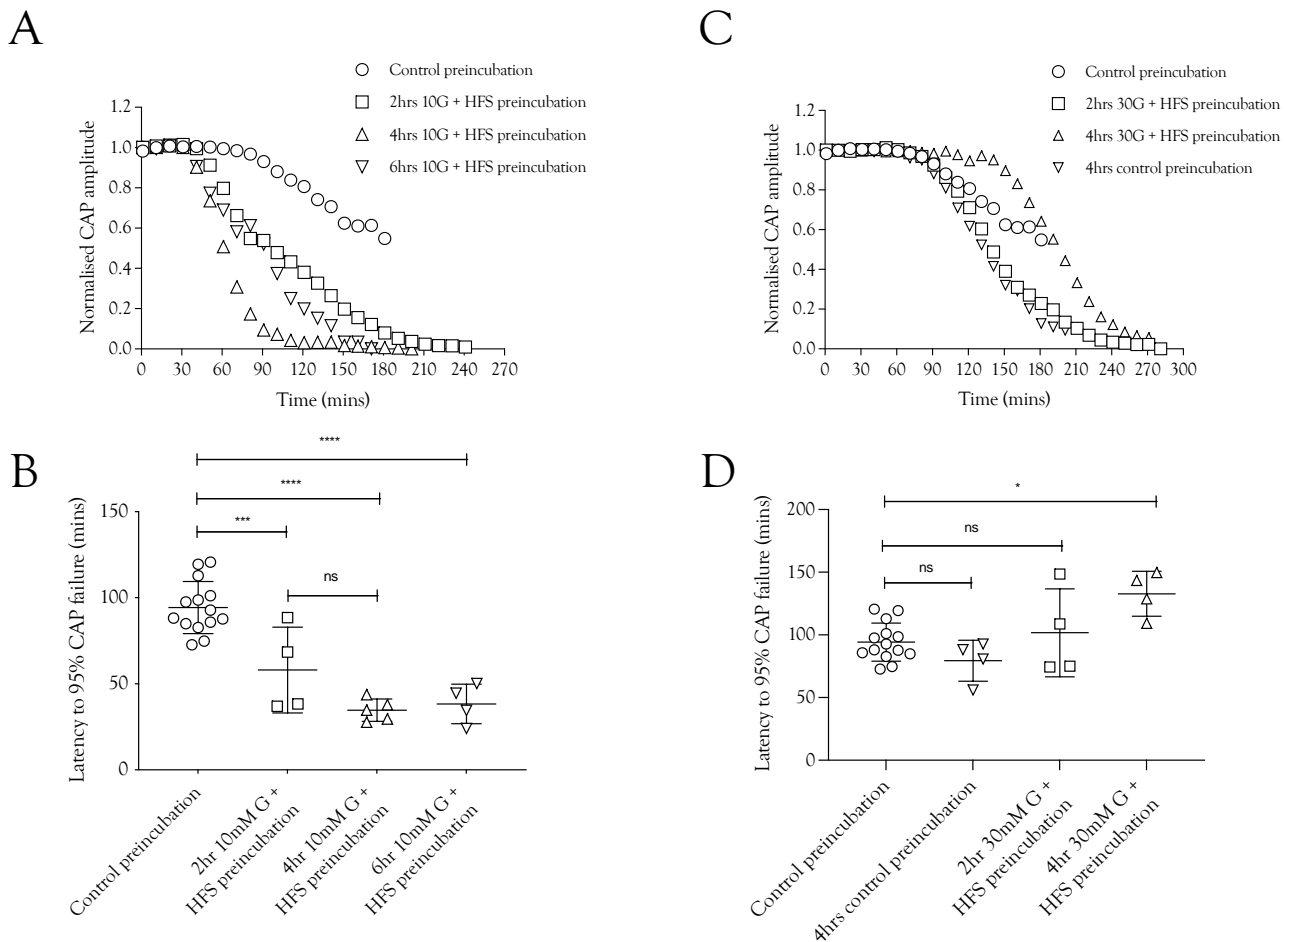 A
Control preincubation
2hrs 10G + HFS preincubation
4hrs 10G + HFS preincubation
6hrs 10G + HFS preincubation
Normalised CAP amplitude
1.2
1.0
0.8
0.6
0.4
0.2
0.0
0 30 60 90 120 150 180 210 240 270
Time (mins)
C
Control preincubation
2hrs 30G + HFS preincubation
4hrs 30G + HFS preincubation
4hrs control preincubation
Normalised CAP amplitude
1.2
1.0
0.8
0.6
0.4
0.2
0.0
0 30 60 90 120 150 180 210 240 270 300
Time (mins)
B
****
****
***
ns
Latency to 95% CAP failure (mins)
150
100
50
0
Control preincubation
2hr 10mM G +
HFS preincubation
4hr 10mM G +
HFS preincubation
6hr 10mM G +
HFS preincubation
D
*
ns
ns
Latency to 95% CAP failure (mins)
200
150
100
50
0
Control preincubation
4hrs control preincubation
2hr 30mM G +
HFS preincubation
4hr 30mM G +
HFS preincubation